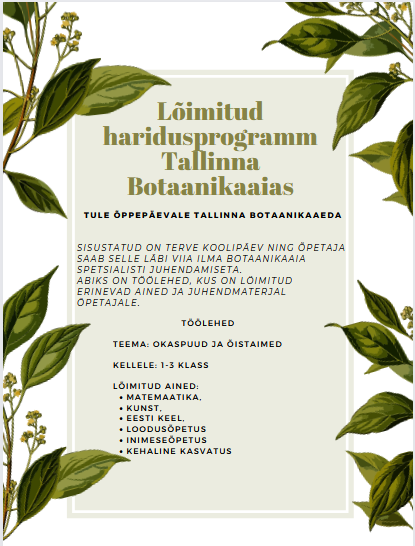 Lõimitud
haridusprogramm
Tallinna
Botaanikaaias
TULE ÕPPEPÄEVALE TALLINNA BOTAANIKAAEDA
SISUSTATUD ON TERVE KOOLIPÄEV NING ÕPETAJA
SAAB SELLE LÄBI VIIA ILMA BOTAANIKAAIA
SPETSIALISTI JUHENDAMISETA.
ABIKS ON TÖÖLEHED, KUS ON LÕIMITUD
ERINEVAD AINED JA JUHENDMATERJAL
ÕPETAJALE.
TÖÖLEHED
TEEMA: OKASPUUD JA ÕISTAIMED
KELLELE: 1-3 KLASS
LÕIMITUD AINED:
• MATEMAATIKA,
• KUNST,
• EESTI KEEL,
• LOODUSÕPETUS
• INIMESEÕPETUS
• KEHALINE KASVATUS